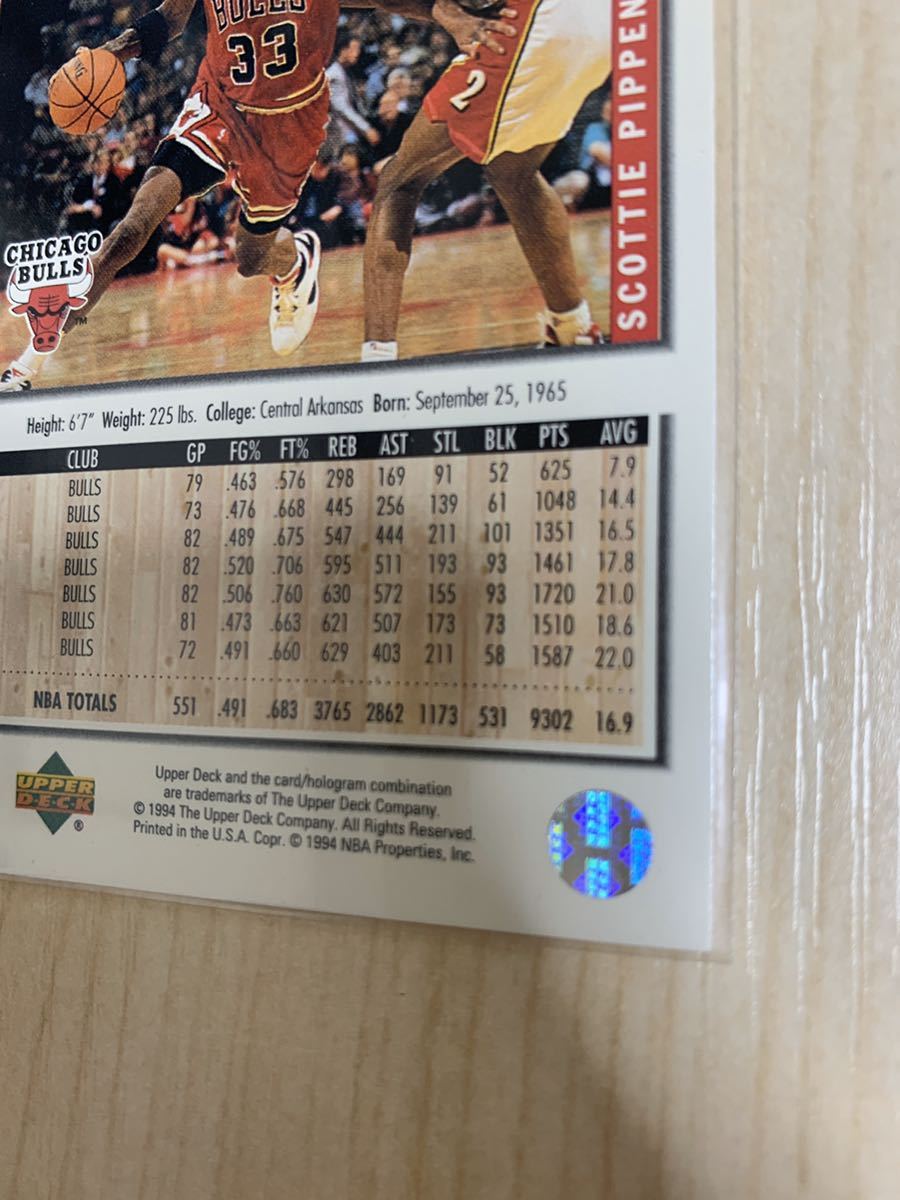 BULLS
33
2
SCOTTIE PIPPEN
CHICAGO
BULLS
TM
Height: 6'7" Weight: 225 lbs. College: Central Arkansas Born: September 25, 1965
CLUB GP FG% FT% REB AST STL BLK PTS AVG
BULLS 79 .463 .576 298 169 91 52 625 7.9
BULLS 73 .476 .668 445 256 139 61 1048 14.4
BULLS 82 .489 .675 547 444 211 101 1351 16.5
BULLS 82 .520 .706 595 511 193 93 1461 17.8
BULLS 82 .506 .760 630 572 155 93 1720 21.0
BULLS 81 .473 .663 621 507 173 73 1510 18.6
BULLS 72 .491 .660 629 403 211 58 1587 22.0
NBA TOTALS 551 .491 .683 3765 2862 1173 531 9302 16.9
UPPER
DECK
®
Upper Deck and the card/hologram combination
are trademarks of The Upper Deck Company.
© 1994 The Upper Deck Company. All Rights Reserved.
Printed in the U.S.A. Copr. © 1994 NBA Properties, Inc.